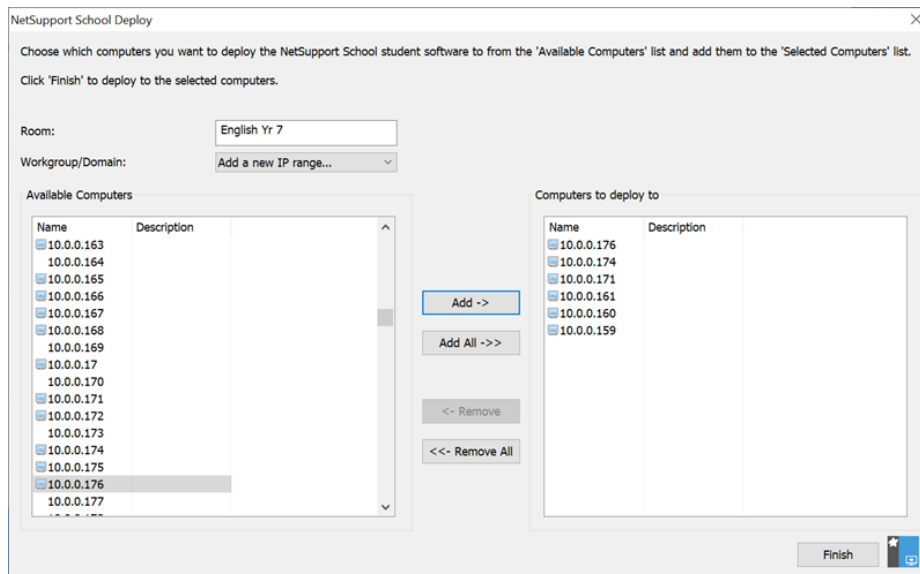 NetSupport School Deploy
Choose which computers you want to deploy the NetSupport School student software to from the 'Available Computers' list and add them to the 'Selected Computers' list.
Click 'Finish' to deploy to the selected computers.
Room:
English Yr 7
Workgroup/Domain:
Add a new IP range...
Available Computers
Name Description
10.0.0.163
10.0.0.164
10.0.0.165
10.0.0.166
10.0.0.167
10.0.0.168
10.0.0.169
10.0.0.17
10.0.0.170
10.0.0.171
10.0.0.172
10.0.0.173
10.0.0.174
10.0.0.175
10.0.0.176
10.0.0.177
Add ->
Add All ->>
<- Remove
<<- Remove All
Computers to deploy to
Name Description
10.0.0.176
10.0.0.174
10.0.0.171
10.0.0.161
10.0.0.160
10.0.0.159
Finish